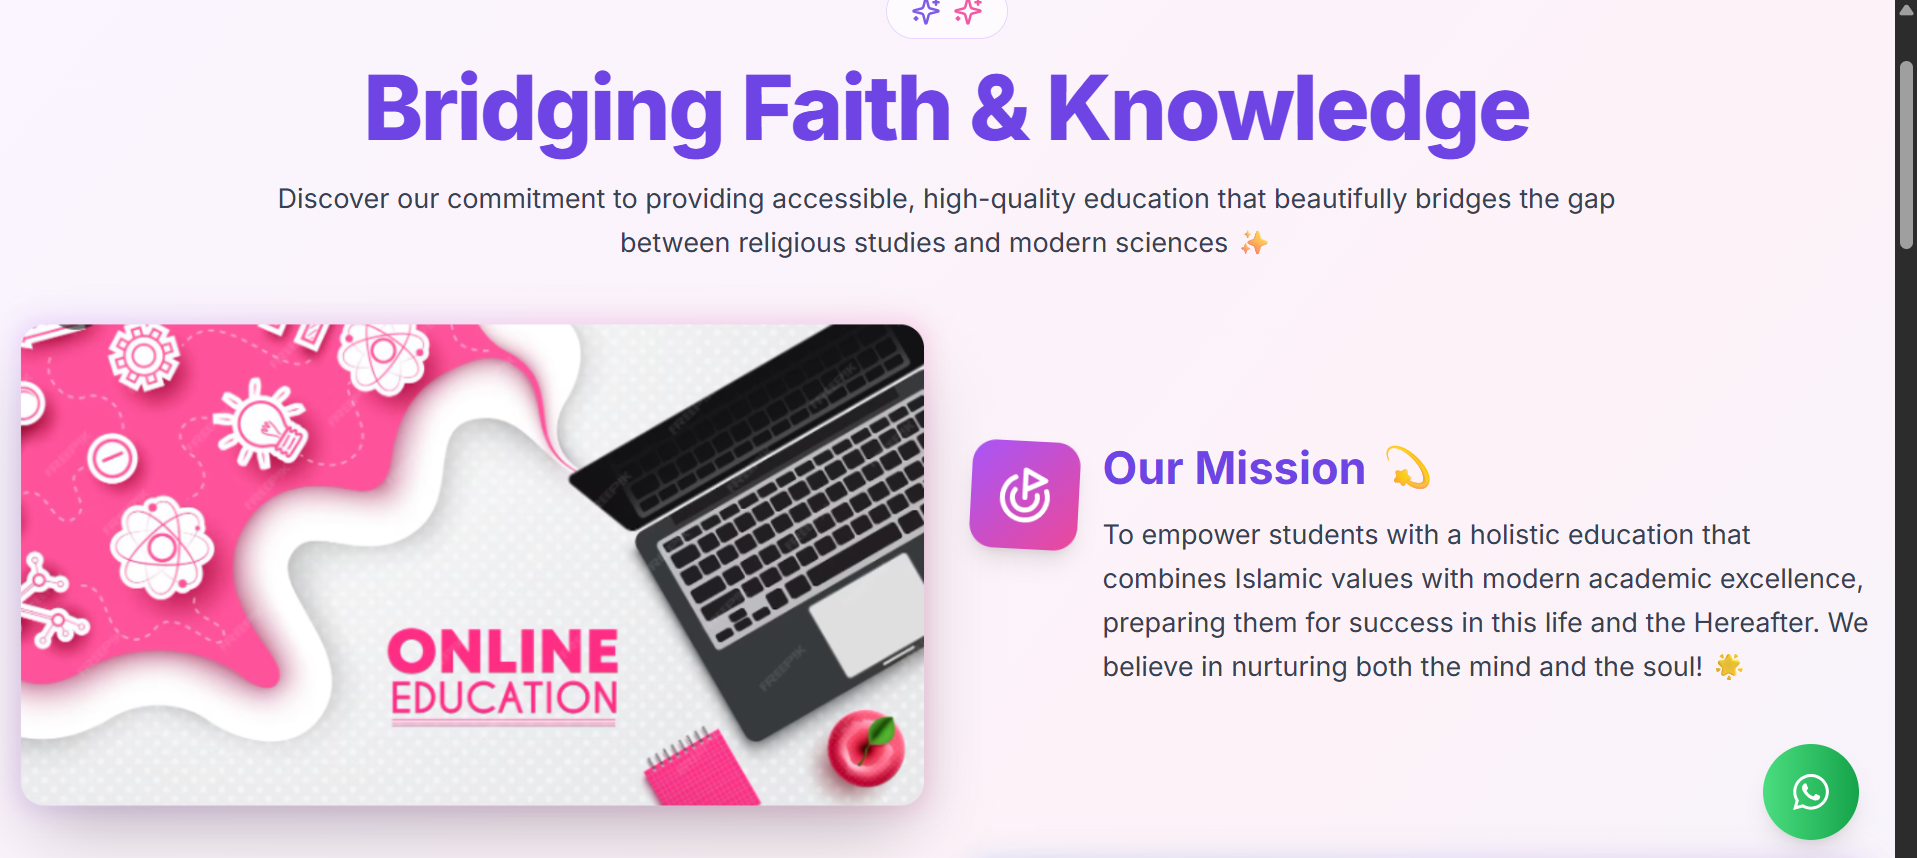 Bridging Faith & Knowledge
Discover our commitment to providing accessible, high-quality education that beautifully bridges the gap
between religious studies and modern sciences ✨
ONLINE
EDUCATION
Our Mission 💫
To empower students with a holistic education that
combines Islamic values with modern academic excellence,
preparing them for success in this life and the Hereafter. We
believe in nurturing both the mind and the soul! 🌟